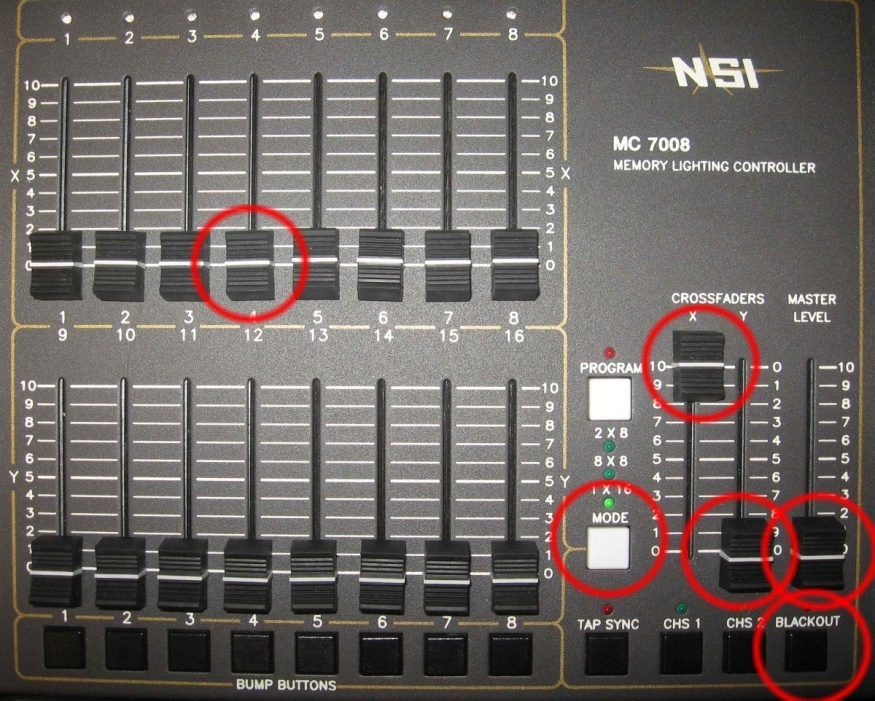 1 2 3 4 5 6 7 8
10 10
9 9
8 8
7 7
6 6
X 5 5 X
4 4
3 3
2 2
1 1
0 0
1 2 3 4 5 6 7 8
9 10 11 12 13 14 15 16
10 10
9 9
8 8
7 7
6 6
Y 5 5 Y
4 4
3 3
2 2
1 1
0 0
1 2 3 4 5 6 7 8
BUMP BUTTONS
NSI
MC 7008
MEMORY LIGHTING CONTROLLER
CROSSFADERS
X Y
MASTER
LEVEL
10 0 10
9 1 9
8 2 8
7 3 7
6 4 6
5 5 5
4 6 4
3 7 3
2 8 2
1 9
0 10 0
PROGRAM
2 X 8
8 X 8
1 X 16
MODE
TAP SYNC
CHS 1
CHS 2
BLACKOUT